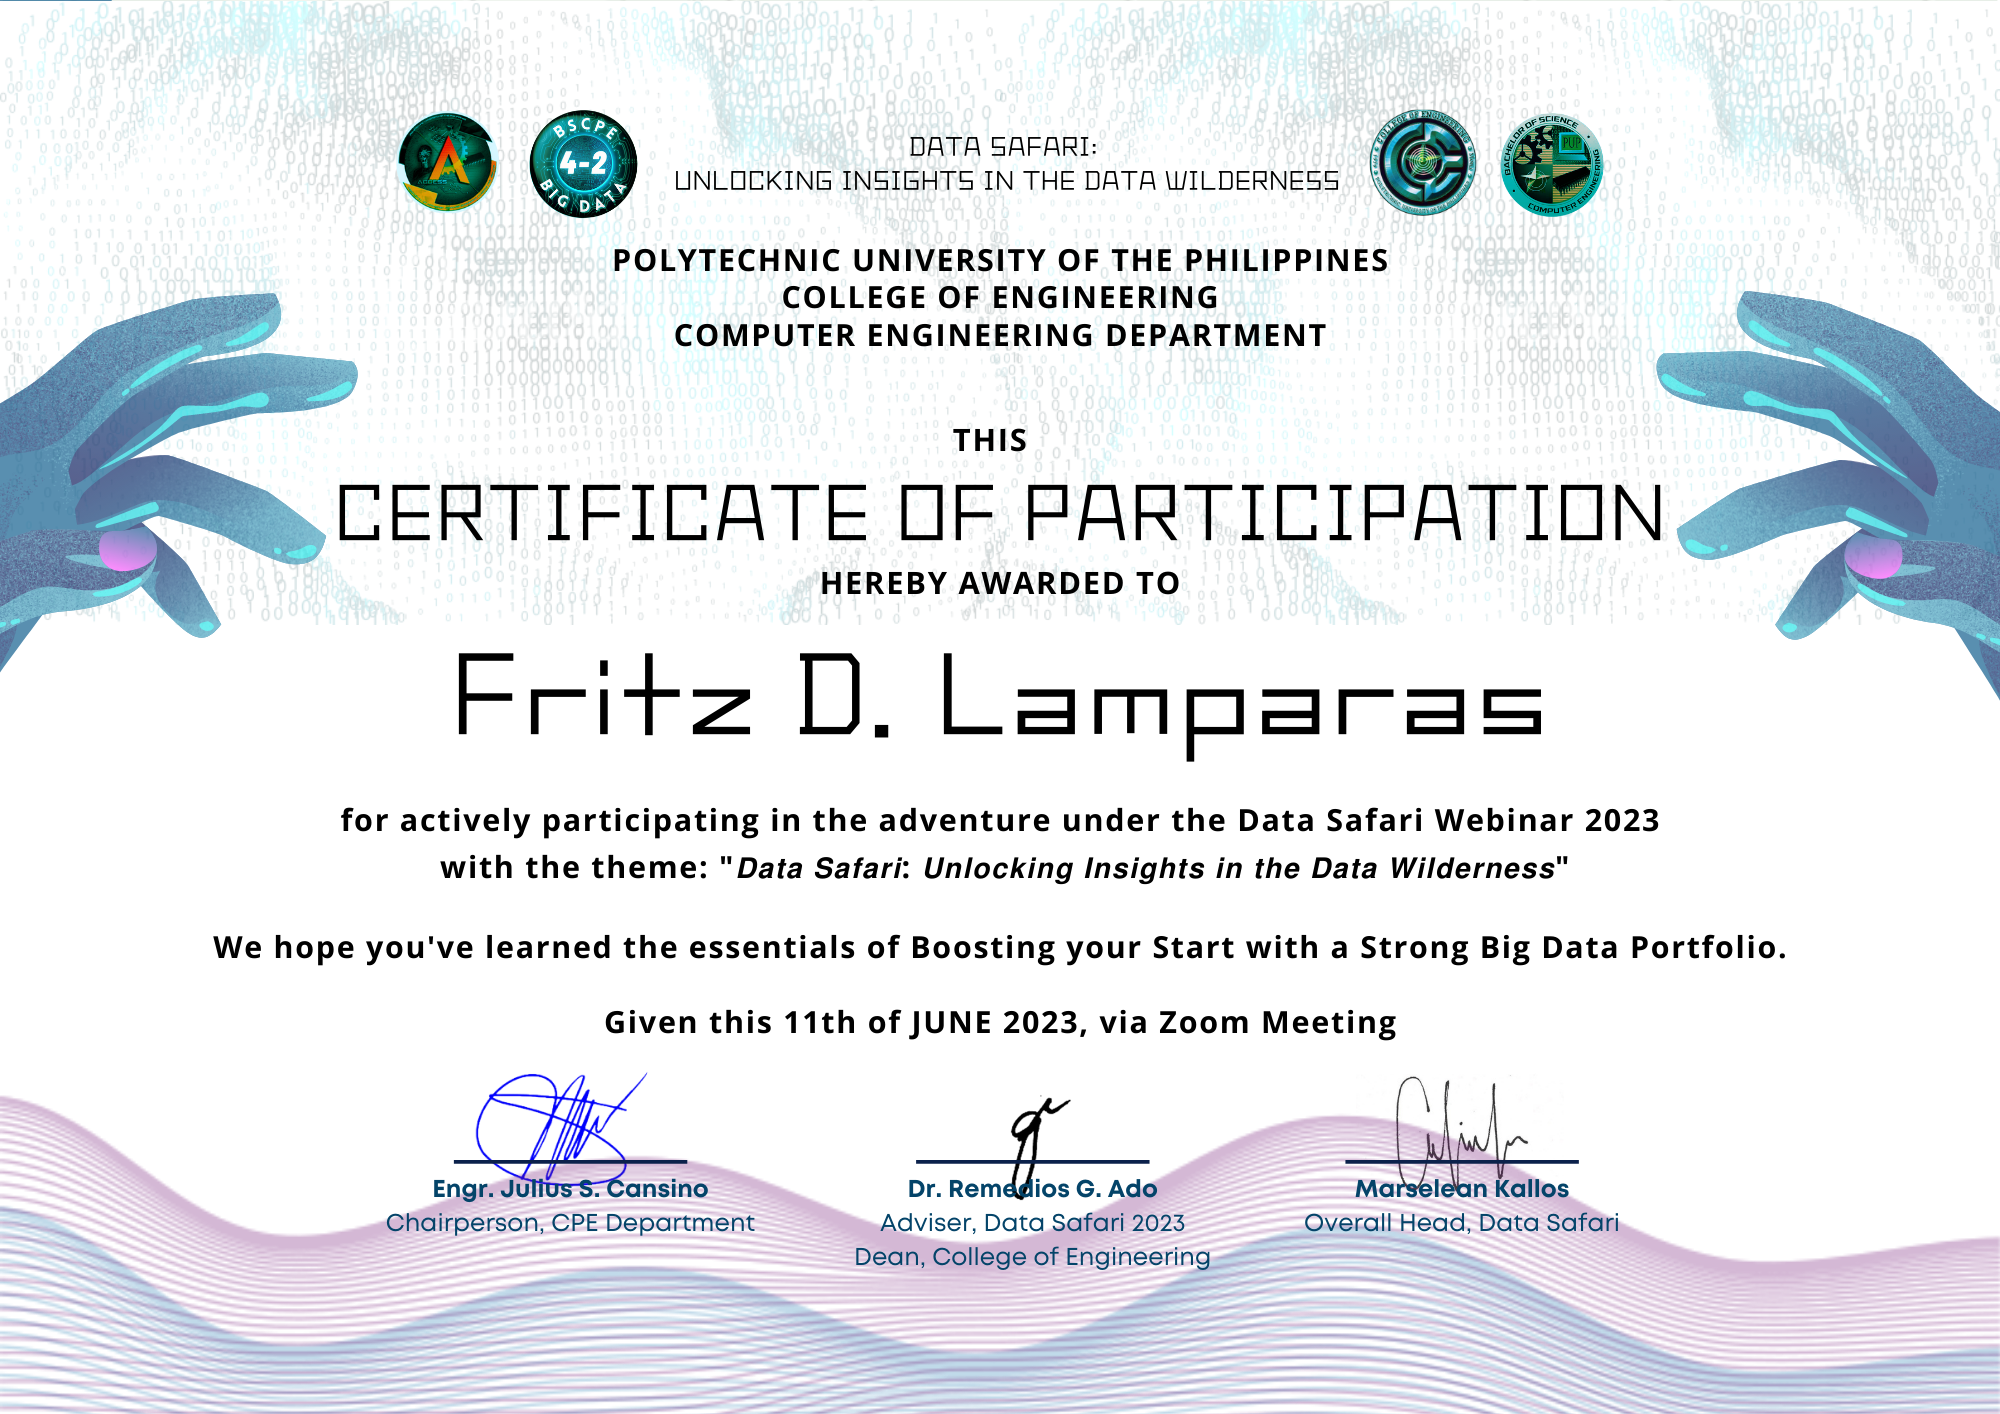 BSCPE
4-2
BIG DATA
DATA SAFARI:
UNLOCKING INSIGHTS IN THE DATA WILDERNESS
COLLEGE OF ENGINEERING
BACHELOR OF SCIENCE
PUP
COMPUTER ENGINEERING
POLYTECHNIC UNIVERSITY OF THE PHILIPPINES
COLLEGE OF ENGINEERING
COMPUTER ENGINEERING DEPARTMENT
THIS
CERTIFICATE OF PARTICIPATION
HEREBY AWARDED TO
Fritz D. Lamparas
for actively participating in the adventure under the Data Safari Webinar 2023
with the theme: "Data Safari: Unlocking Insights in the Data Wilderness"
We hope you've learned the essentials of Boosting your Start with a Strong Big Data Portfolio.
Given this 11th of JUNE 2023, via Zoom Meeting
Engr. Julius S. Cansino
Chairperson, CPE Department
Dr. Remedios G. Ado
Adviser, Data Safari 2023
Dean, College of Engineering
Marselean Kallos
Overall Head, Data Safari